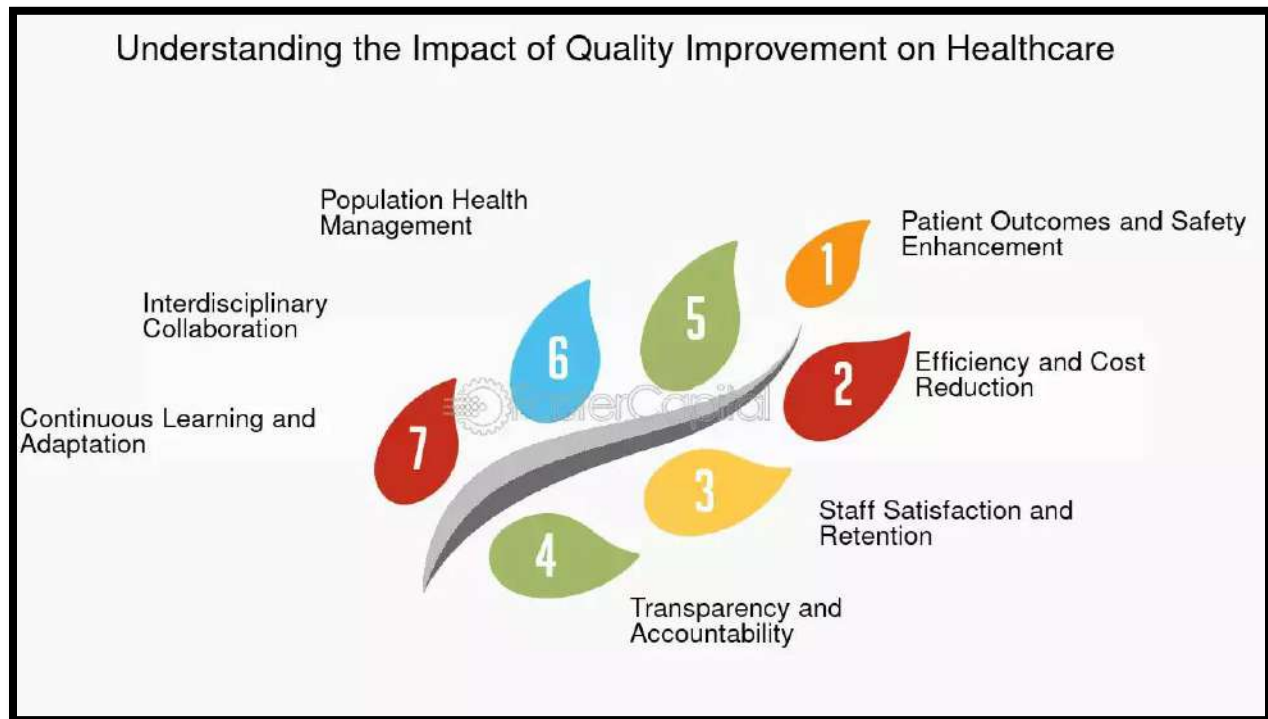 Understanding the Impact of Quality Improvement on Healthcare
1
Patient Outcomes and Safety
Enhancement
2
Efficiency and Cost
Reduction
3
Staff Satisfaction and
Retention
4
Transparency and
Accountability
5
Population Health
Management
6
Interdisciplinary
Collaboration
7
Continuous Learning and
Adaptation
FasterCapital